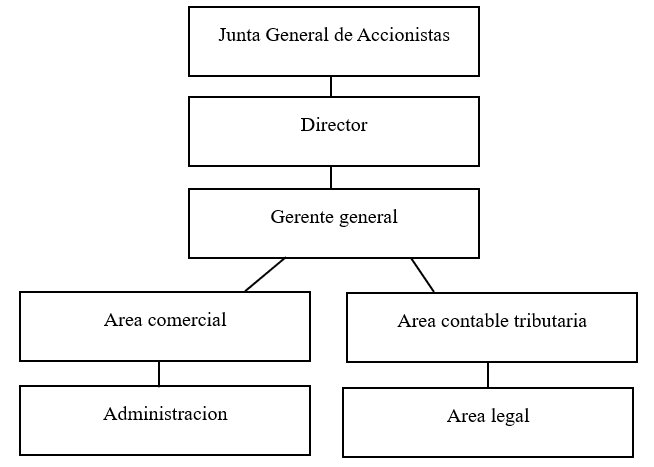 Junta General de Accionistas
Director
Gerente general
Area comercial
Area contable tributaria
Administracion
Area legal